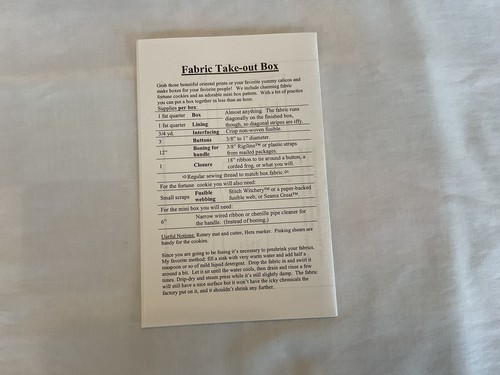 Fabric Take-out Box
Grab those beautiful oriental prints or your favorite yummy calicos and
make boxes for your favorite people! We include charming fabric
fortune cookies and an adorable mini box pattern. With a bit of practice
you can put a box together in less than an hour.
Supplies per box:
1 fat quarter Box Almost anything. The fabric runs
diagonally on the finished box,
1 fat quarter Lining though, so diagonal stripes are iffy.
3/4 yd. Interfacing Crisp non-woven fusible.
3 Buttons 3/8" to 1" diameter.
12" Boning for handle 3/8" Rigilene™ or plastic straps
from mailed packages.
1 Closure 18" ribbon to tie around a button, a
corded frog, or what you will.
Regular sewing thread to match box fabric.
For the fortune cookie you will also need:
Small scraps Fusible webbing Stitch Witchery™ or a paper-backed
fusible web, or Seams Great™
For the mini box you will need:
6" Narrow wired ribbon or chenille pipe cleaner for
the handle. (Instead of boning.)
Useful Notions: Rotary mat and cutter, Hera marker. Pinking shears are
handy for the cookies.
Since you are going to be fusing it's necessary to preshrink your fabrics.
My favorite method: fill a sink with very warm water and add half a
teaspoon or so of mild liquid detergent. Drop the fabric in and swirl it
around a bit. Let it sit until the water cools, then drain and rinse a few
times. Drip-dry and steam press while it's still slightly damp. The fabric
will still have a nice surface but it won't have the icky chemicals the
factory put on it, and it shouldn't shrink any further.